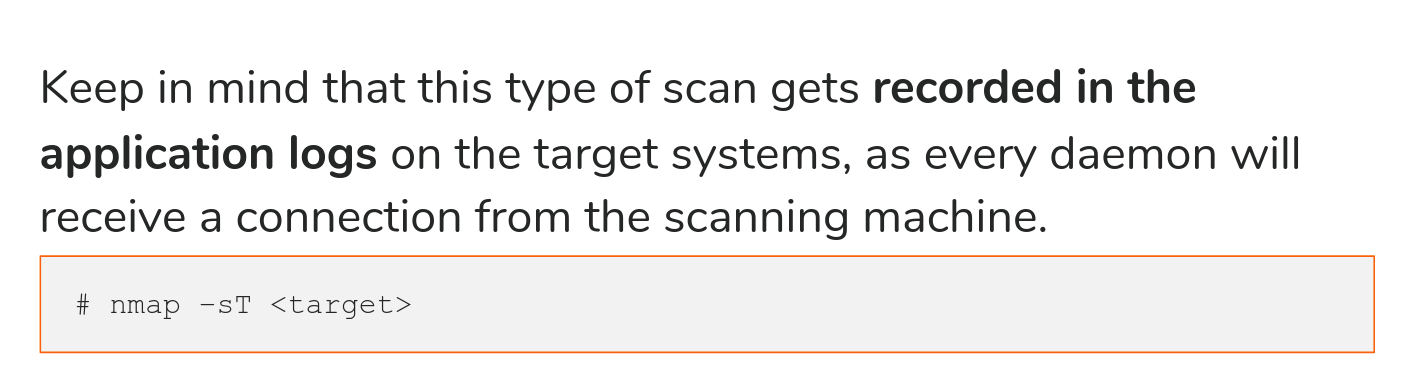 Keep in mind that this type of scan gets recorded in the
application logs on the target systems, as every daemon will
receive a connection from the scanning machine.
# nmap –sT <target>